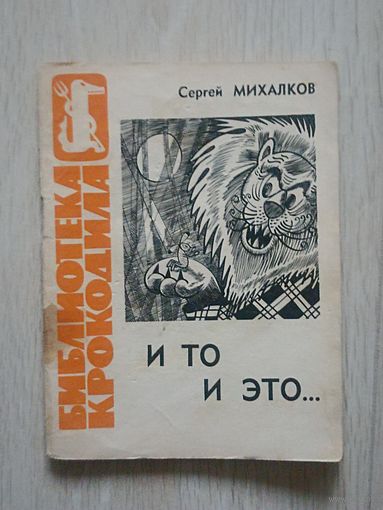 Сергей МИХАЛКОВ
БИБЛИОТЕКА
КРОКОДИЛА
И ТО
И ЭТО...